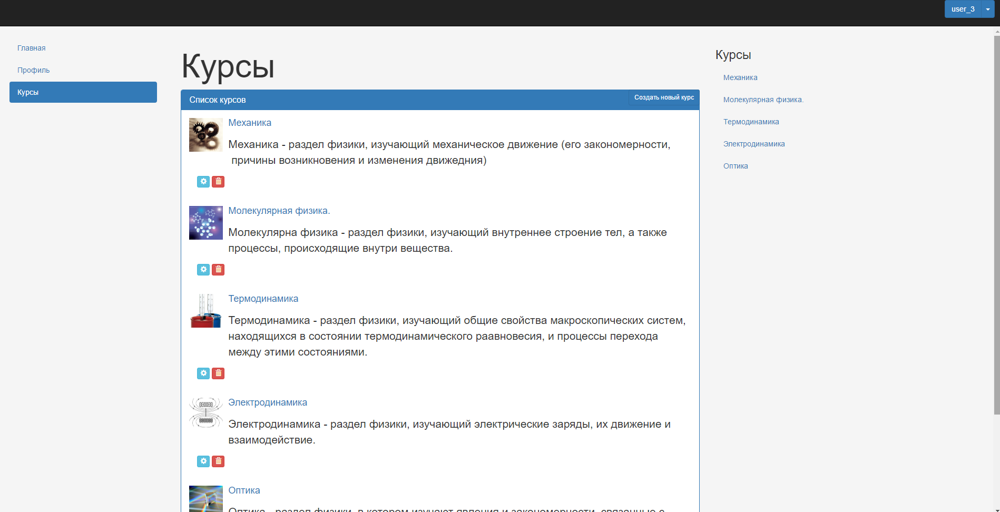 user_3
Главная
Профиль
Курсы
Курсы
Список курсов
Создать новый курс
Механика
Механика - раздел физики, изучающий механическое движение (его закономерности,
причины возникновения и изменения движедния)
Молекулярная физика.
Молекулярна физика - раздел физики, изучающий внутреннее строение тел, а также
процессы, происходящие внутри вещества.
Термодинамика
Термодинамика - раздел физики, изучающий общие свойства макроскопических систем,
находящихся в состоянии термодинамического раавновесия, и процессы перехода
между этими состояниями.
Электродинамика
Электродинамика - раздел физики, изучающий электрические заряды, их движение и
взаимодействие.
Оптика
Оптика - раздел физики, в котором изучают явления и закономерности, связанные с
Курсы
Механика
Молекулярная физика.
Термодинамика
Электродинамика
Оптика